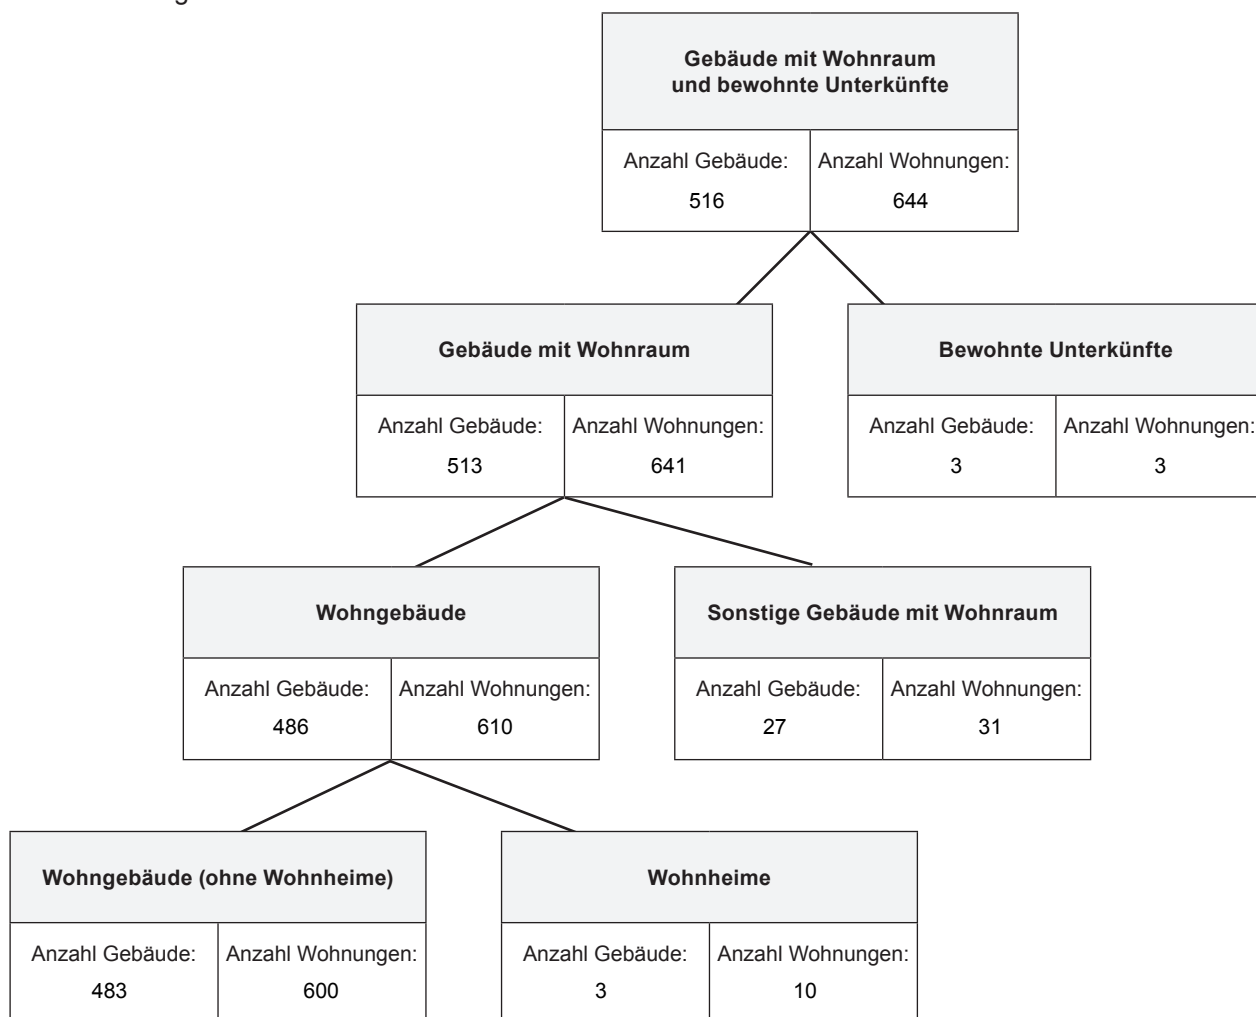 Gebäude mit Wohnraum
und bewohnte Unterkünfte
Anzahl Gebäude: Anzahl Wohnungen:
516 644
Gebäude mit Wohnraum
Bewohnte Unterkünfte
Anzahl Gebäude: Anzahl Wohnungen:
513 641
Anzahl Gebäude: Anzahl Wohnungen:
3 3
Wohngebäude
Sonstige Gebäude mit Wohnraum
Anzahl Gebäude: Anzahl Wohnungen:
486 610
Anzahl Gebäude: Anzahl Wohnungen:
27 31
Wohngebäude (ohne Wohnheime)
Wohnheime
Anzahl Gebäude: Anzahl Wohnungen:
483 600
Anzahl Gebäude: Anzahl Wohnungen:
3 10